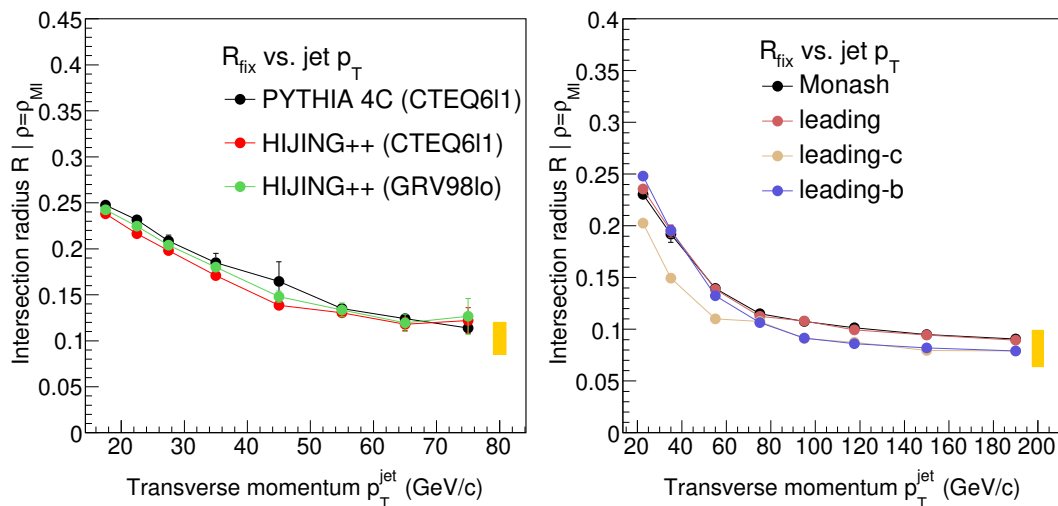 0.45
0.4
0.35
0.3
0.25
0.2
0.15
0.1
0.05
0
Intersection radius R | ρ=ρ_MI
R_fix vs. jet p_T
PYTHIA 4C (CTEQ6l1)
HIJING++ (CTEQ6l1)
HIJING++ (GRV98lo)
20 30 40 50 60 70 80
Transverse momentum p_T^jet (GeV/c)
0.4
0.35
0.3
0.25
0.2
0.15
0.1
0.05
0
Intersection radius R | ρ=ρ_MI
R_fix vs. jet p_T
Monash
leading
leading-c
leading-b
20 40 60 80 100 120 140 160 180 200
Transverse momentum p_T^jet (GeV/c)